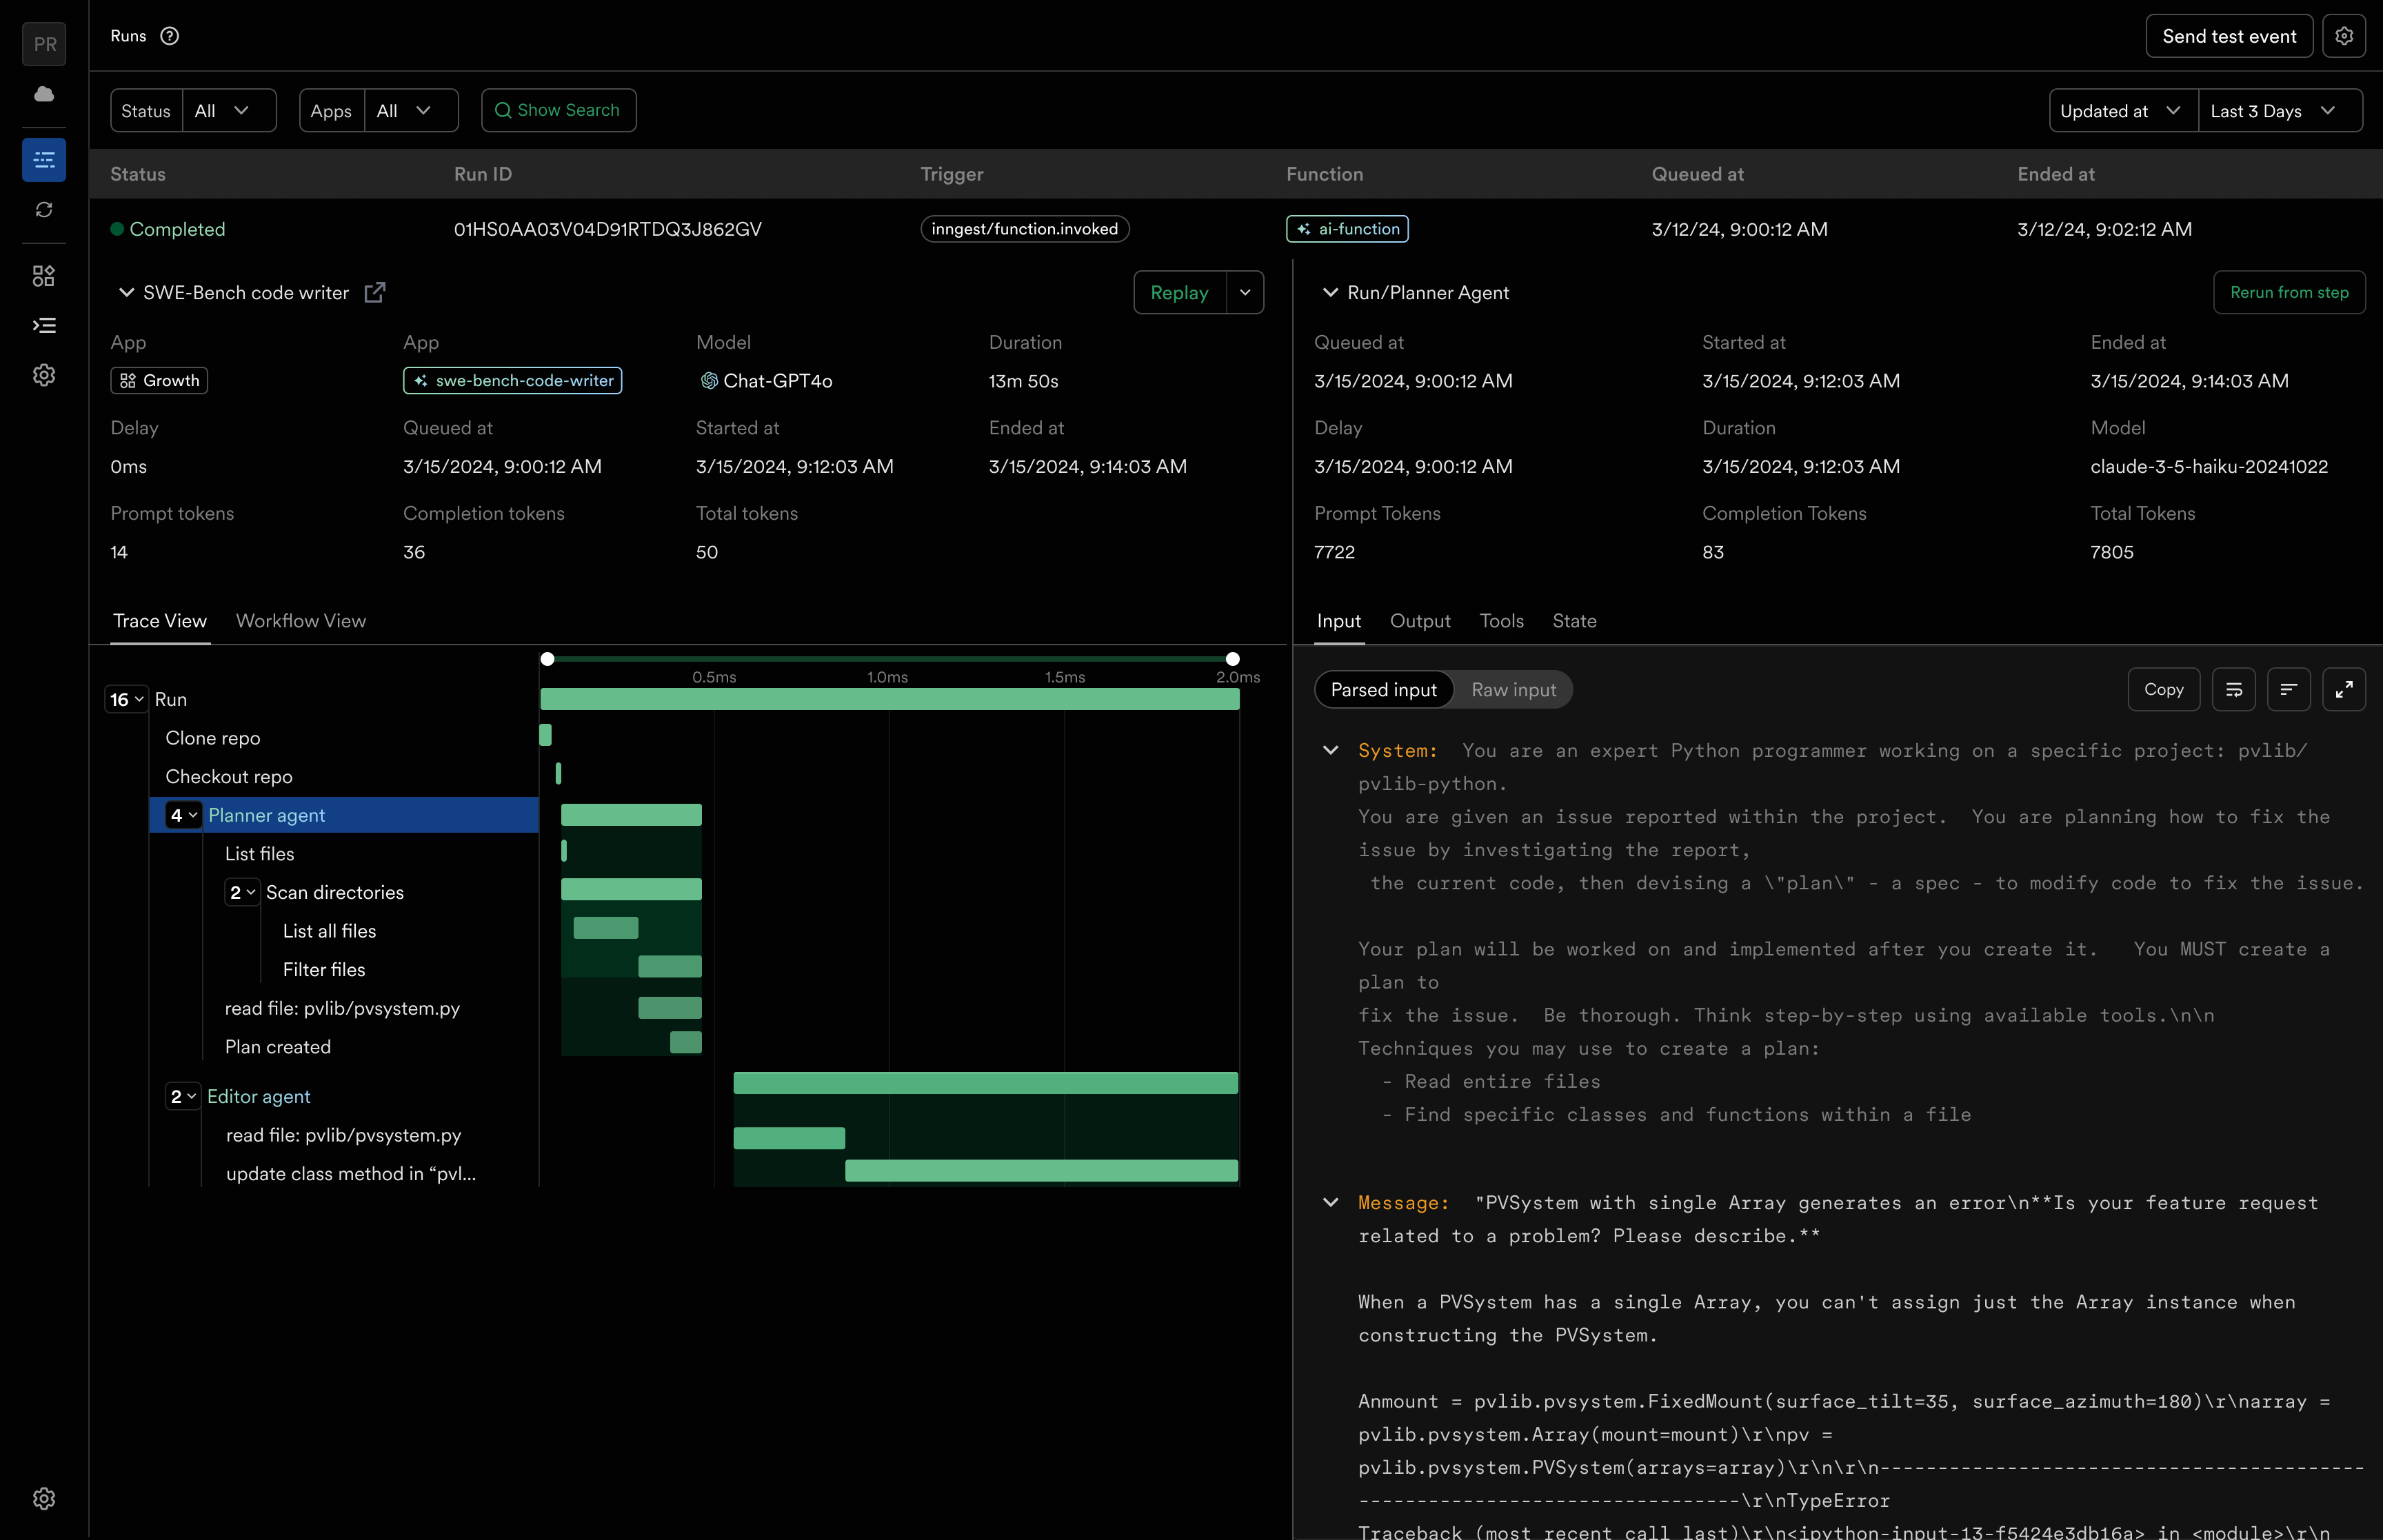 PR
Runs
Send test event
Status All
Apps All
Show Search
Updated at
Last 3 Days
Status Run ID Trigger Function Queued at Ended at
Completed 01HS0AA03V04D91RTDQ3J862GV inngest/function.invoked ai-function 3/12/24, 9:00:12 AM 3/12/24, 9:02:12 AM
SWE-Bench code writer
Replay
App App Model Duration
Growth swe-bench-code-writer Chat-GPT4o 13m 50s
Delay Queued at Started at Ended at
0ms 3/15/2024, 9:00:12 AM 3/15/2024, 9:12:03 AM 3/15/2024, 9:14:03 AM
Prompt tokens Completion tokens Total tokens
14 36 50
Trace View Workflow View
0.5ms 1.0ms 1.5ms 2.0ms
16 Run
Clone repo
Checkout repo
4 Planner agent
List files
2 Scan directories
List all files
Filter files
read file: pvlib/pvsystem.py
Plan created
2 Editor agent
read file: pvlib/pvsystem.py
update class method in “pvl...
Run/Planner Agent
Rerun from step
Queued at Started at Ended at
3/15/2024, 9:00:12 AM 3/15/2024, 9:12:03 AM 3/15/2024, 9:14:03 AM
Delay Duration Model
3/15/2024, 9:00:12 AM 3/15/2024, 9:12:03 AM claude-3-5-haiku-20241022
Prompt Tokens Completion Tokens Total Tokens
7722 83 7805
Input Output Tools State
Parsed input Raw input
Copy
System:  You are an expert Python programmer working on a specific project: pvlib/
pvlib-python.
You are given an issue reported within the project.  You are planning how to fix the
issue by investigating the report,
the current code, then devising a \"plan\" - a spec - to modify code to fix the issue.
Your plan will be worked on and implemented after you create it.   You MUST create a
plan to
fix the issue.  Be thorough. Think step-by-step using available tools.\n\n
Techniques you may use to create a plan:
- Read entire files
- Find specific classes and functions within a file
Message:  "PVSystem with single Array generates an error\n**Is your feature request
related to a problem? Please describe.**
When a PVSystem has a single Array, you can't assign just the Array instance when
constructing the PVSystem.
Anmount = pvlib.pvsystem.FixedMount(surface_tilt=35, surface_azimuth=180)\r\narray =
pvlib.pvsystem.Array(mount=mount)\r\npv =
pvlib.pvsystem.PVSystem(arrays=array)\r\n\r\n------------------------------------------
---------------------------------\r\nTypeError
Traceback (most recent call last)\r\n<ipython-input-13-f5424e3db16a> in <module>\r\n